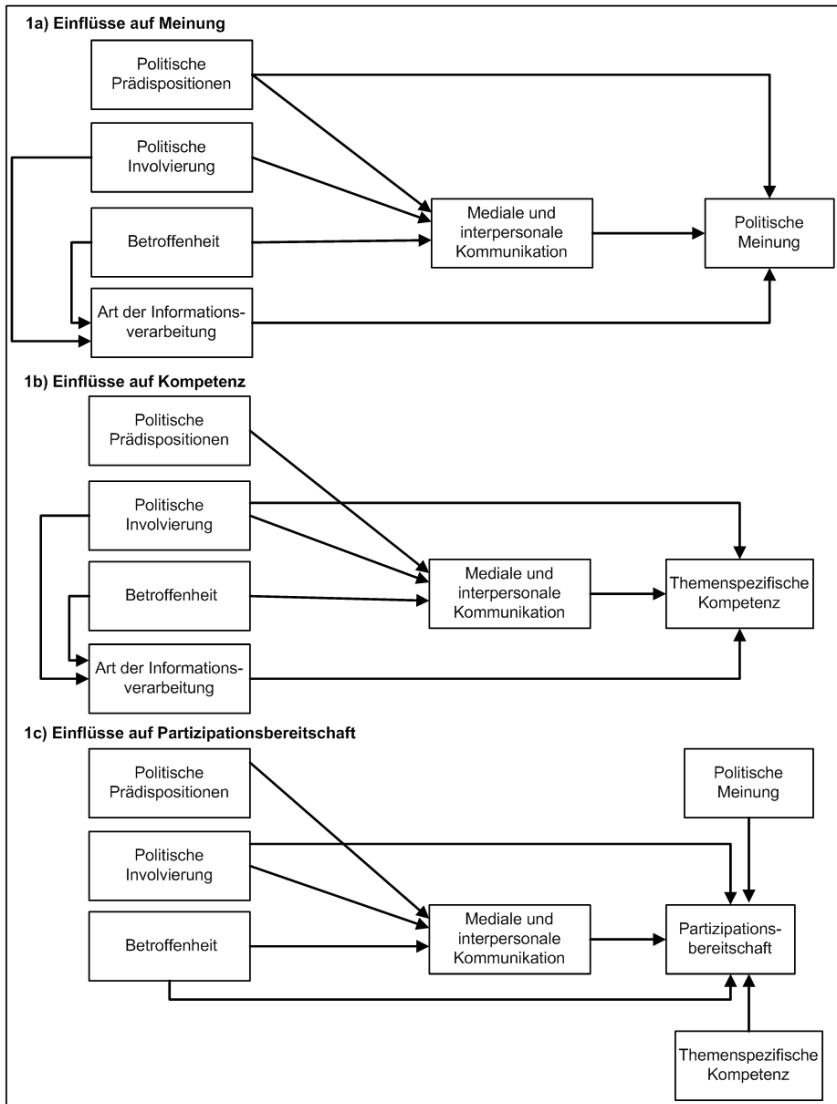 1a) Einflüsse auf Meinung
Politische
Prädispositionen
Politische
Involvierung
Betroffenheit
Art der Informations-
verarbeitung
Mediale und
interpersonale
Kommunikation
Politische
Meinung
1b) Einflüsse auf Kompetenz
Politische
Prädispositionen
Politische
Involvierung
Betroffenheit
Art der Informations-
verarbeitung
Mediale und
interpersonale
Kommunikation
Themenspezifische
Kompetenz
1c) Einflüsse auf Partizipationsbereitschaft
Politische
Prädispositionen
Politische
Involvierung
Betroffenheit
Mediale und
interpersonale
Kommunikation
Politische
Meinung
Partizipations-
bereitschaft
Themenspezifische
Kompetenz